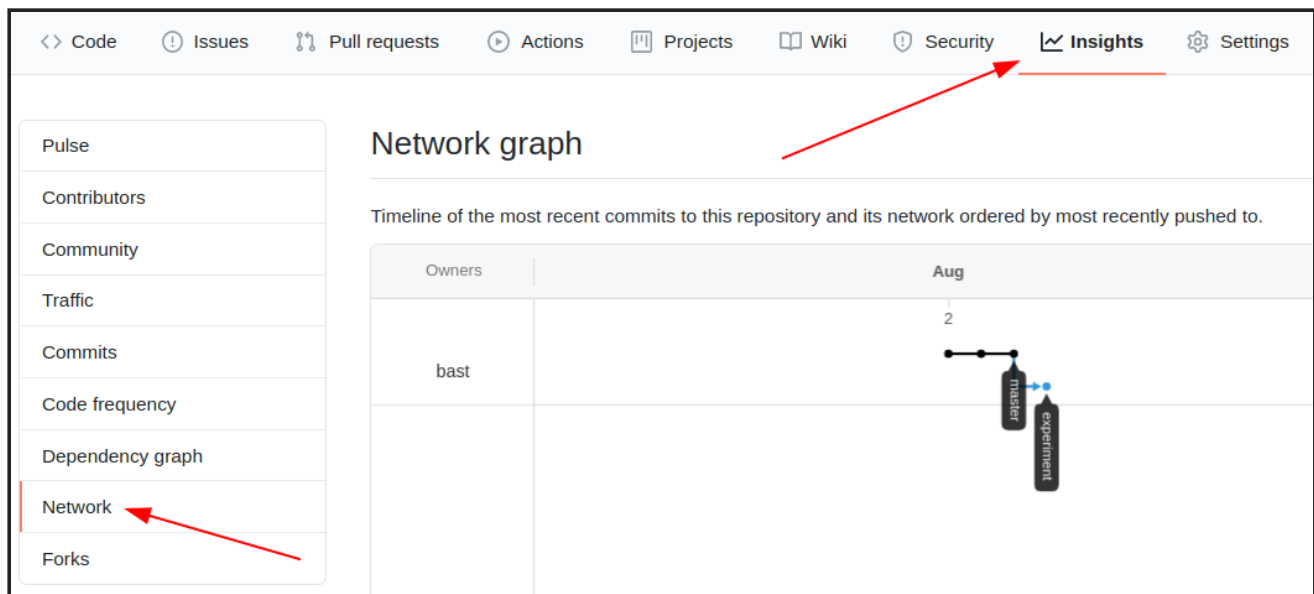 Code Issues Pull requests Actions Projects Wiki Security Insights Settings
Pulse
Contributors
Community
Traffic
Commits
Code frequency
Dependency graph
Network
Forks
Network graph
Timeline of the most recent commits to this repository and its network ordered by most recently pushed to.
Owners Aug
2
bast
master
experiment